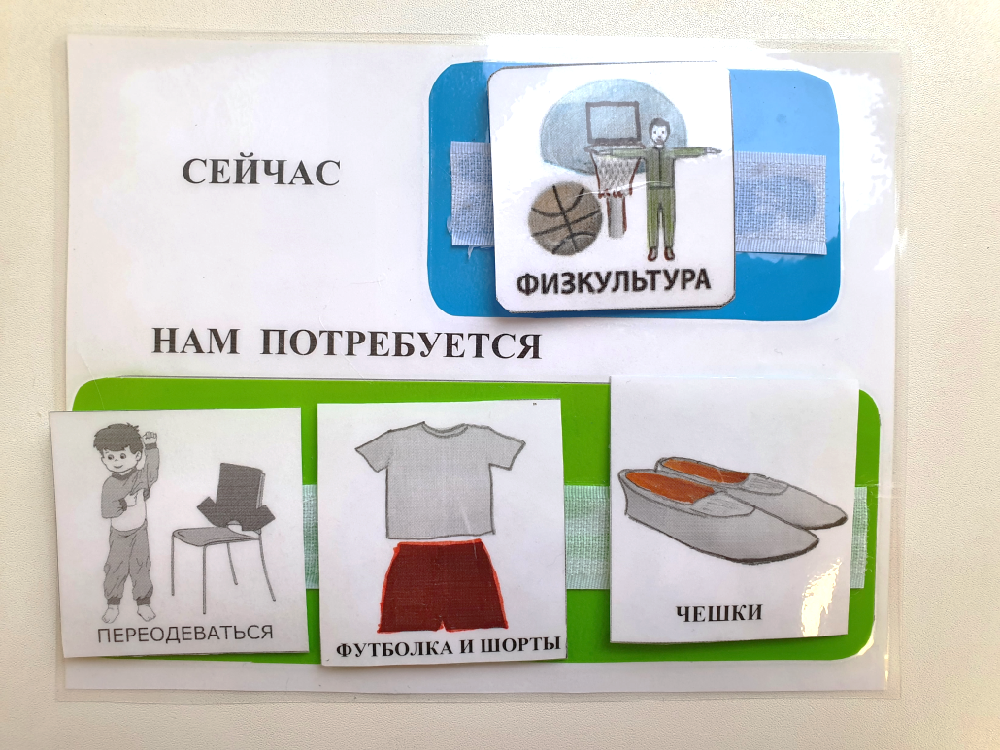 СЕЙЧАС
ФИЗКУЛЬТУРА
НАМ ПОТРЕБУЕТСЯ
ПЕРЕОДЕВАТЬСЯ
ФУТБОЛКА И ШОРТЫ
ЧЕШКИ